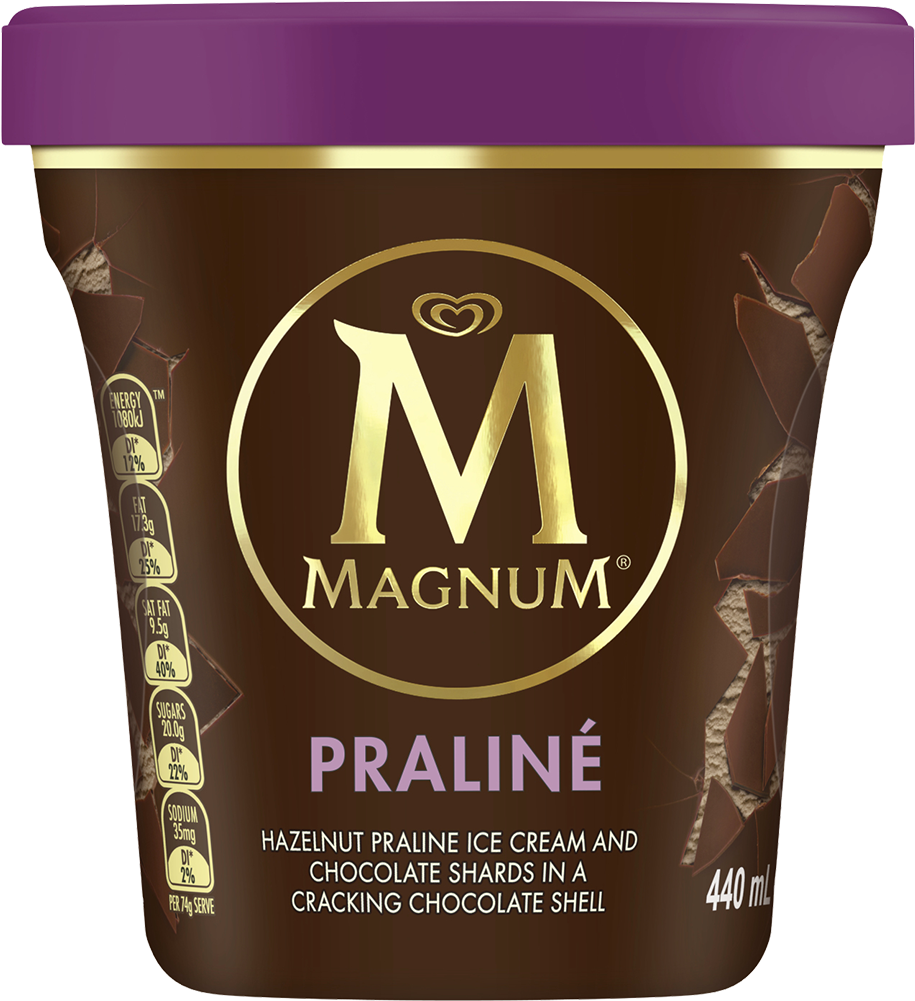 M
MAGNUM®
PRALINÉ
HAZELNUT PRALINE ICE CREAM AND
CHOCOLATE SHARDS IN A
CRACKING CHOCOLATE SHELL
440 mL
ENERGY ™
1080kJ
DI*
12%
FAT
17.3g
DI*
25%
SAT FAT
9.5g
DI*
40%
SUGARS
20.0g
DI*
22%
SODIUM
35mg
DI*
2%
PER 74g SERVE